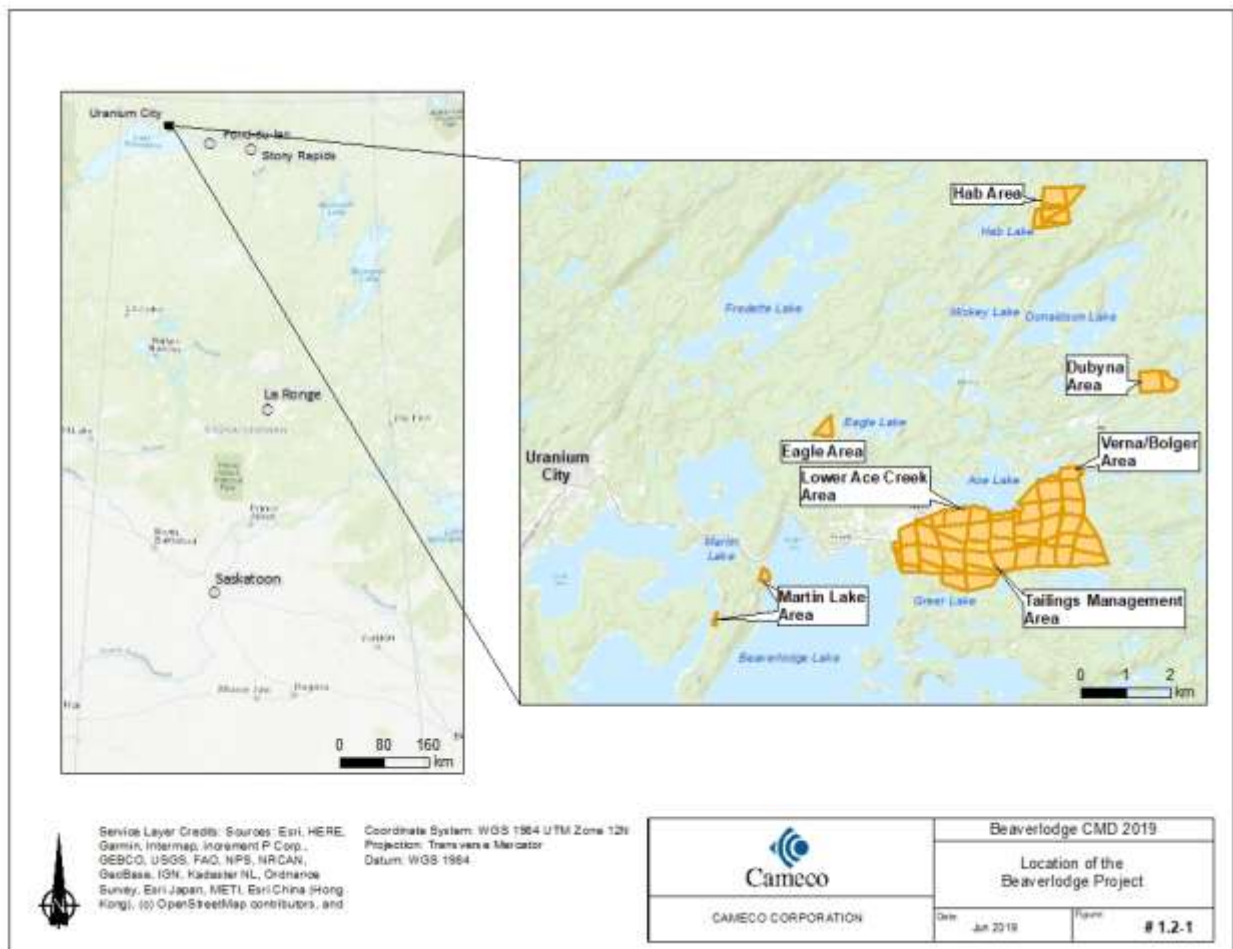 Uranium City
Stony Rapids
La Ronge
Saskatoon
Regina
0 80 160
km
Hab Area
Hab Lake
Fredette Lake
Mickey Lake
Donaldson Lake
Dubyna
Area
Eagle Lake
Eagle Area
Verna/Bolger
Area
Uranium
City
Lower Ace Creek
Area
Ace Lake
Martin
Lake
Martin Lake
Area
Greer Lake
Tailings Management
Area
Beaverlodge Lake
0 1 2
km
N
Service Layer Credits: Sources: Esri, HERE,
Garmin, Intermap, increment P Corp.,
GEBCO, USGS, FAO, NPS, NRCAN,
GeoBase, IGN, Kadaster NL, Ordnance
Survey, Esri Japan, METI, Esri China (Hong
Kong), (c) OpenStreetMap contributors, and
Coordinate System: WGS 1984 UTM Zone 12N
Projection: Transverse Mercator
Datum: WGS 1984
Cameco
CAMECO CORPORATION
Beaverlodge CMD 2019
Location of the
Beaverlodge Project
Date:
Jun 2019
Figure:
# 1.2-1